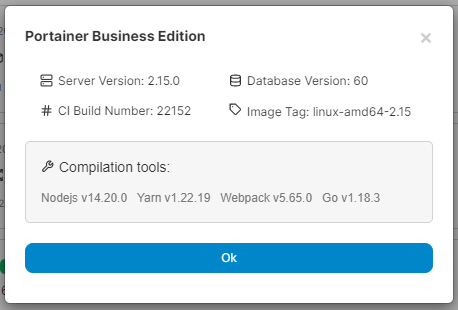 Portainer Business Edition
Server Version: 2.15.0
Database Version: 60
CI Build Number: 22152
Image Tag: linux-amd64-2.15
Compilation tools:
Nodejs v14.20.0 Yarn v1.22.19 Webpack v5.65.0 Go v1.18.3
Ok